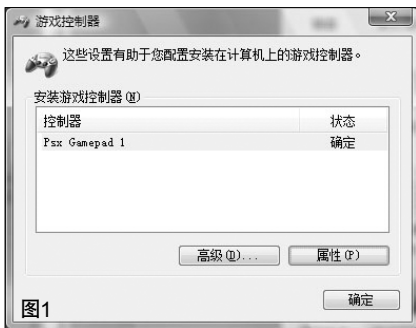 游戏控制器
这些设置有助于您配置安装在计算机上的游戏控制器。
安装游戏控制器(N)
控制器 状态
Psx Gamepad 1 确定
高级(D)... 属性(P)
确定
图1